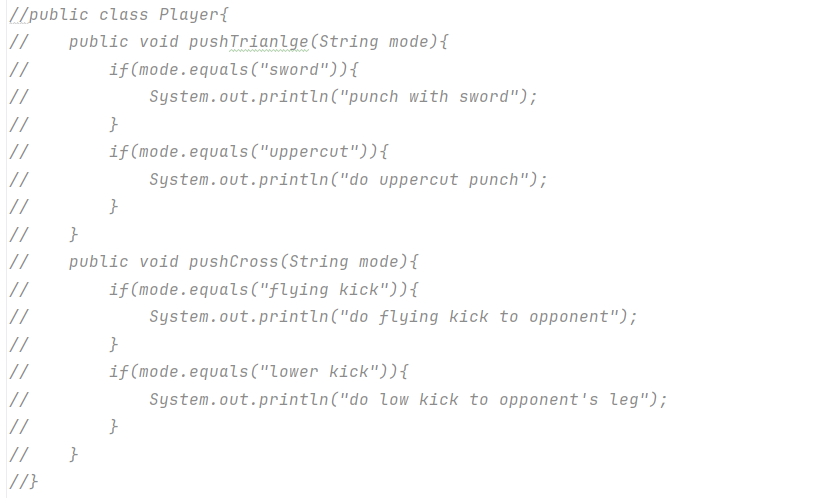 //public class Player{
//    public void pushTrianlge(String mode){
//        if(mode.equals("sword")){
//            System.out.println("punch with sword");
//        }
//        if(mode.equals("uppercut")){
//            System.out.println("do uppercut punch");
//        }
//    }
//    public void pushCross(String mode){
//        if(mode.equals("flying kick")){
//            System.out.println("do flying kick to opponent");
//        }
//        if(mode.equals("lower kick")){
//            System.out.println("do low kick to opponent's leg");
//        }
//    }
//}